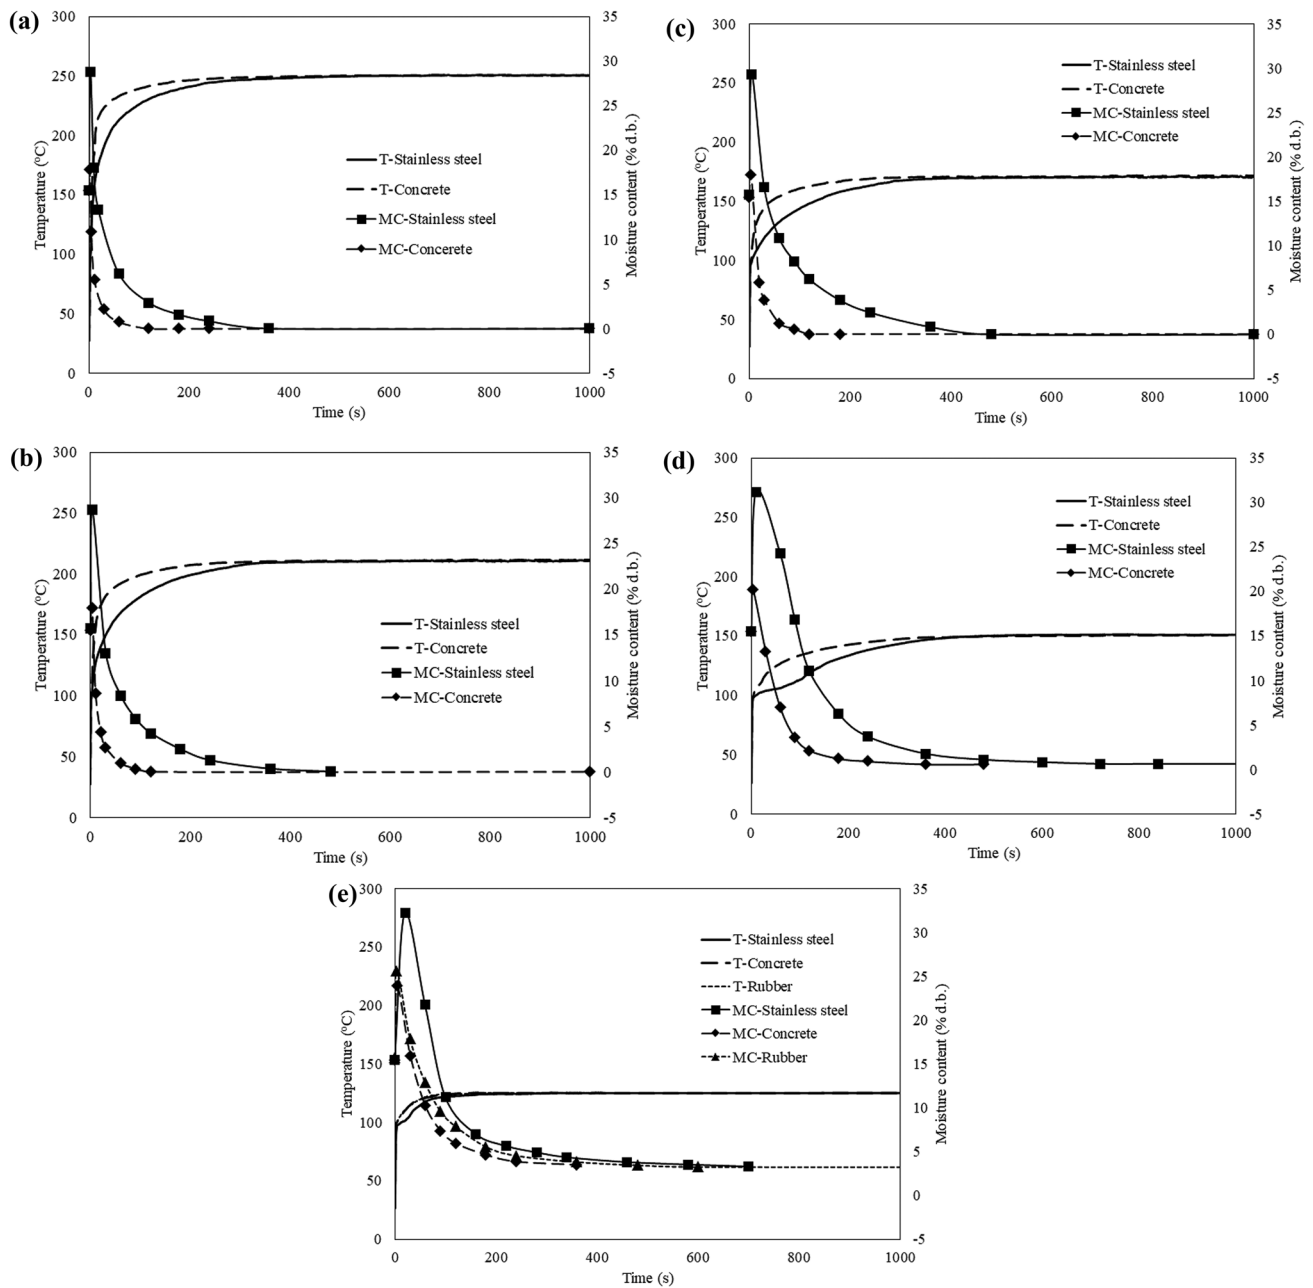 (a)
300
250
200
150
100
50
0
Temperature (°C)
35
30
25
20
15
10
5
0
-5
Moisture content (% d.b.)
T-Stainless steel
T-Concrete
MC-Stainless steel
MC-Concerete
0 200 400 600 800 1000
Time (s)
(c)
300
250
200
150
100
50
0
Temperature (°C)
35
30
25
20
15
10
5
0
-5
Moisture content (% d.b.)
T-Stainless steel
T-Concrete
MC-Stainless steel
MC-Concrete
0 200 400 600 800 1000
Time (s)
(b)
300
250
200
150
100
50
0
Temperature (°C)
35
30
25
20
15
10
5
0
-5
Moisture content (% d.b.)
T-Stainless steel
T-Concrete
MC-Stainless steel
MC-Concrete
0 200 400 600 800 1000
Time (s)
(d)
300
250
200
150
100
50
0
Temperature (°C)
35
30
25
20
15
10
5
0
-5
Moisture content (% d.b.)
T-Stainless steel
T-Concrete
MC-Stainless steel
MC-Concrete
0 200 400 600 800 1000
Time (s)
(e)
300
250
200
150
100
50
0
Temperature (°C)
35
30
25
20
15
10
5
0
-5
Moisture content (% d.b.)
T-Stainless steel
T-Concrete
T-Rubber
MC-Stainless steel
MC-Concrete
MC-Rubber
0 200 400 600 800 1000
Time (s)